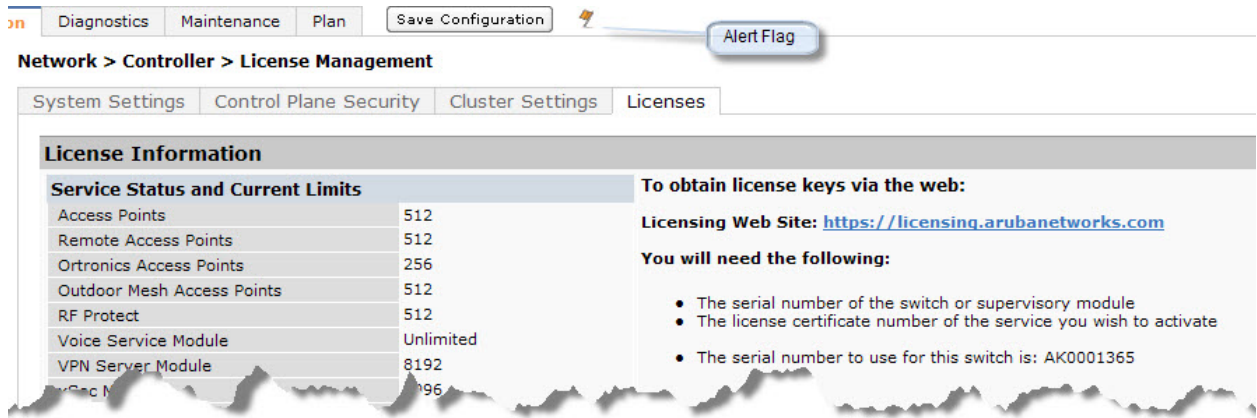 on Diagnostics Maintenance Plan Save Configuration
Alert Flag
Network > Controller > License Management
System Settings Control Plane Security Cluster Settings Licenses
License Information
Service Status and Current Limits
Access Points 512
Remote Access Points 512
Ortronics Access Points 256
Outdoor Mesh Access Points 512
RF Protect 512
Voice Service Module Unlimited
VPN Server Module 8192
To obtain license keys via the web:
Licensing Web Site: https://licensing.arubanetworks.com
You will need the following:
• The serial number of the switch or supervisory module
• The license certificate number of the service you wish to activate
• The serial number to use for this switch is: AK0001365